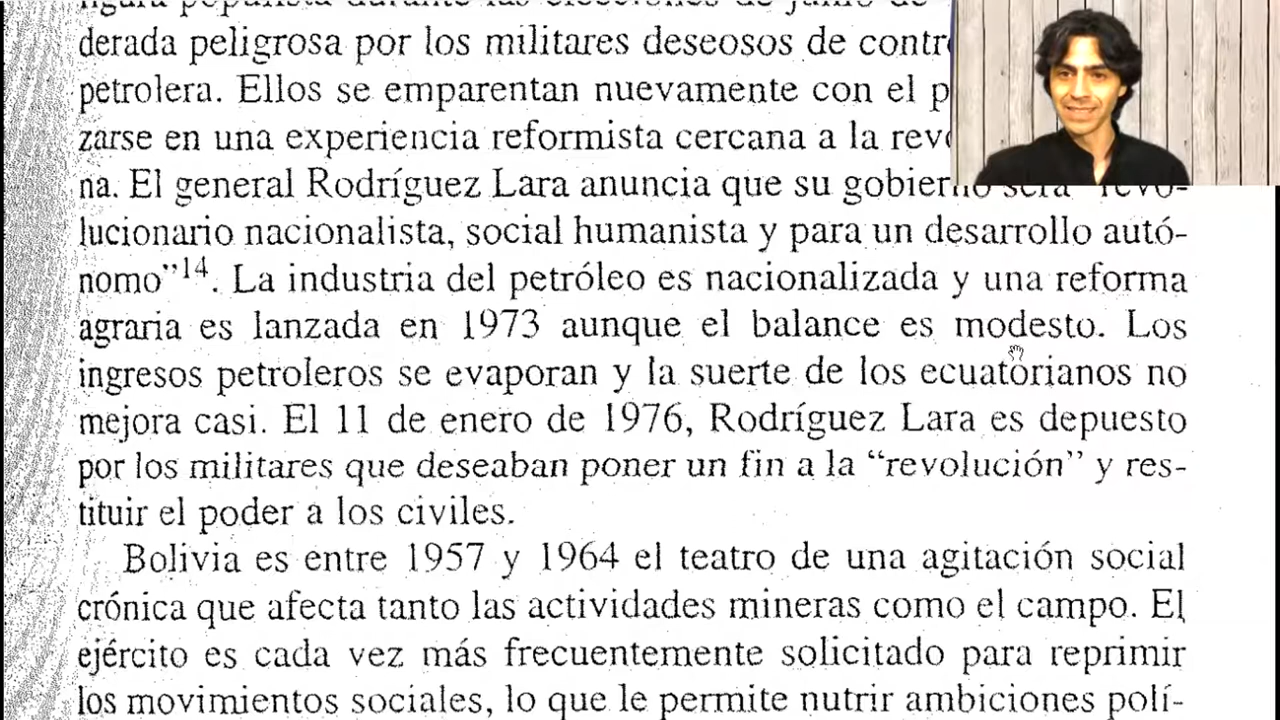 derada peligrosa por los militares deseosos de
petrolera. Ellos se emparentan nuevamente con el
zarse en una experiencia reformista cercana a la
na. El general Rodríguez Lara anuncia que su gobierno será “revo-
lucionario nacionalista, social humanista y para un desarrollo autó-
nomo”14. La industria del petróleo es nacionalizada y una reforma
agraria es lanzada en 1973 aunque el balance es modesto. Los
ingresos petroleros se evaporan y la suerte de los ecuatorianos no
mejora casi. El 11 de enero de 1976, Rodríguez Lara es depuesto
por los militares que deseaban poner un fin a la “revolución” y res-
tituir el poder a los civiles.
Bolivia es entre 1957 y 1964 el teatro de una agitación social
crónica que afecta tanto las actividades mineras como el campo. El
ejército es cada vez más frecuentemente solicitado para reprimir
los movimientos sociales, lo que le permite nutrir ambiciones polí-